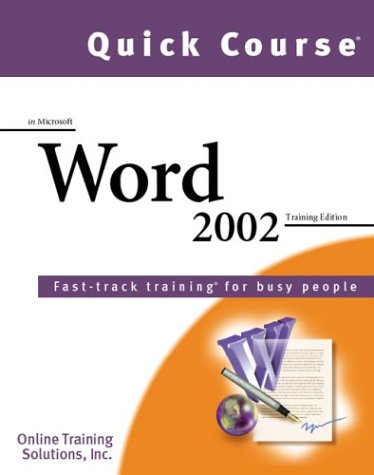 Quick Course®
in Microsoft
Word
2002 Training Edition
Fast-track training® for busy people
W
Online Training
Solutions, Inc.